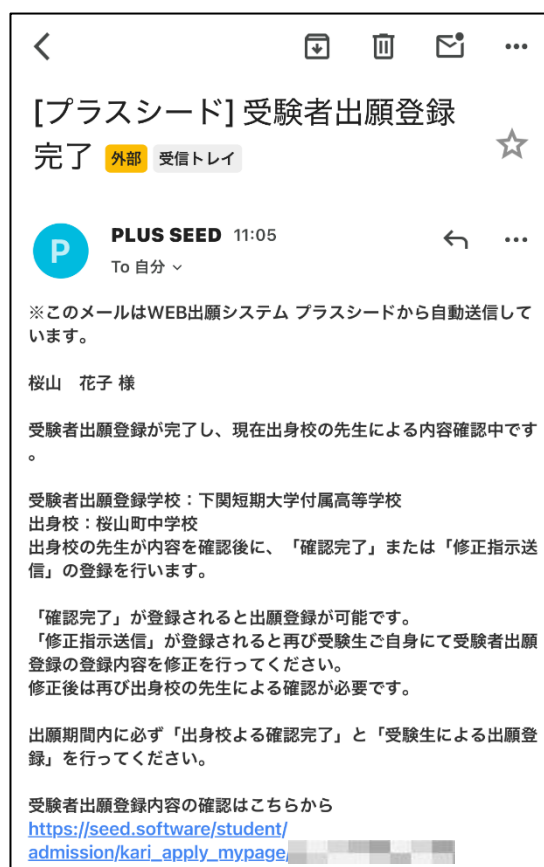 [プラスシード] 受験者出願登録
完了 外部 受信トレイ
P
PLUS SEED 11:05
To 自分
※このメールはWEB出願システム プラスシードから自動送信して
います。
桜山　花子 様
受験者出願登録が完了し、現在出身校の先生による内容確認中です
。
受験者出願登録学校：下関短期大学付属高等学校
出身校：桜山町中学校
出身校の先生が内容を確認後に、「確認完了」または「修正指示送
信」の登録を行います。
「確認完了」が登録されると出願登録が可能です。
「修正指示送信」が登録されると再び受験生ご自身にて受験者出願
登録の登録内容を修正を行ってください。
修正後は再び出身校の先生による確認が必要です。
出願期間内に必ず「出身校よる確認完了」と「受験生による出願登
録」を行ってください。
受験者出願登録内容の確認はこちらから
https://seed.software/student/
admission/kari_apply_mypage/